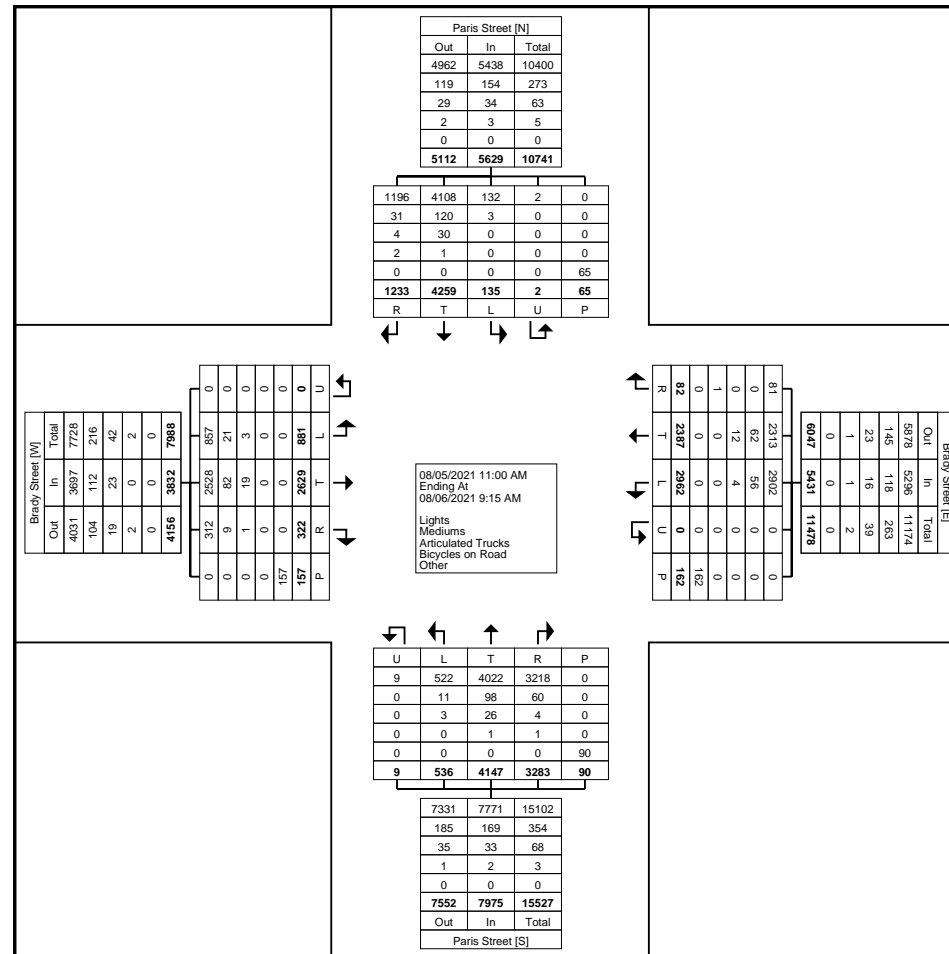 Paris Street [N]
Out In Total
4962 5438 10400
119 154 273
29 34 63
2 3 5
0 0 0
5112 5629 10741
1196 4108 132 2 0
31 120 3 0 0
4 30 0 0 0
2 1 0 0 0
0 0 0 0 65
1233 4259 135 2 65
R T L U P
Brady Street [W]
Out In Total
4031 3697 7728
104 112 216
19 23 42
2 0 2
0 0 0
4156 3832 7988
0 312 2528 857 0
0 9 82 21 0
0 1 19 3 0
0 0 0 0 0
157 0 0 0 0
157 322 2629 881 0
P R T L U
08/05/2021 11:00 AM
Ending At
08/06/2021 9:15 AM
Lights
Mediums
Articulated Trucks
Bicycles on Road
Other
Brady Street [E]
Out In Total
5878 5296 11174
145 118 263
23 16 39
1 1 2
0 0 0
6047 5431 11478
81 2313 2902 0 0
0 62 56 0 0
0 12 4 0 0
1 0 0 0 0
0 0 0 0 162
82 2387 2962 0 162
R T L U P
U L T R P
9 522 4022 3218 0
0 11 98 60 0
0 3 26 4 0
0 0 1 1 0
0 0 0 0 90
9 536 4147 3283 90
7331 7771 15102
185 169 354
35 33 68
1 2 3
0 0 0
7552 7975 15527
Out In Total
Paris Street [S]